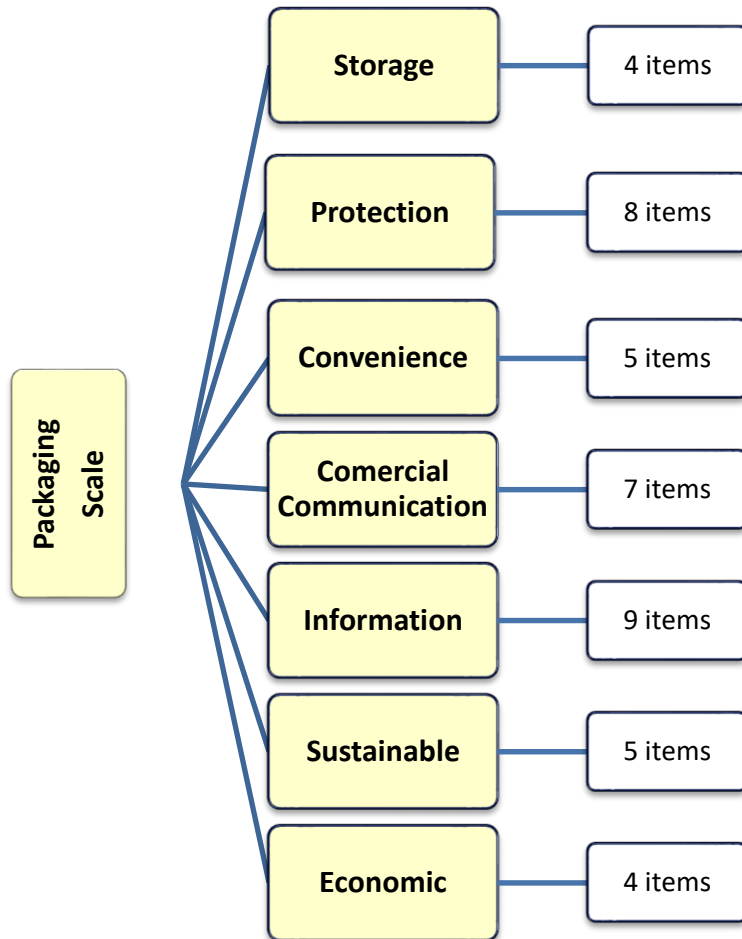 Storage
4 items
Protection
8 items
Convenience
5 items
Packaging
Scale
Comercial
Communication
7 items
Information
9 items
Sustainable
5 items
Economic
4 items